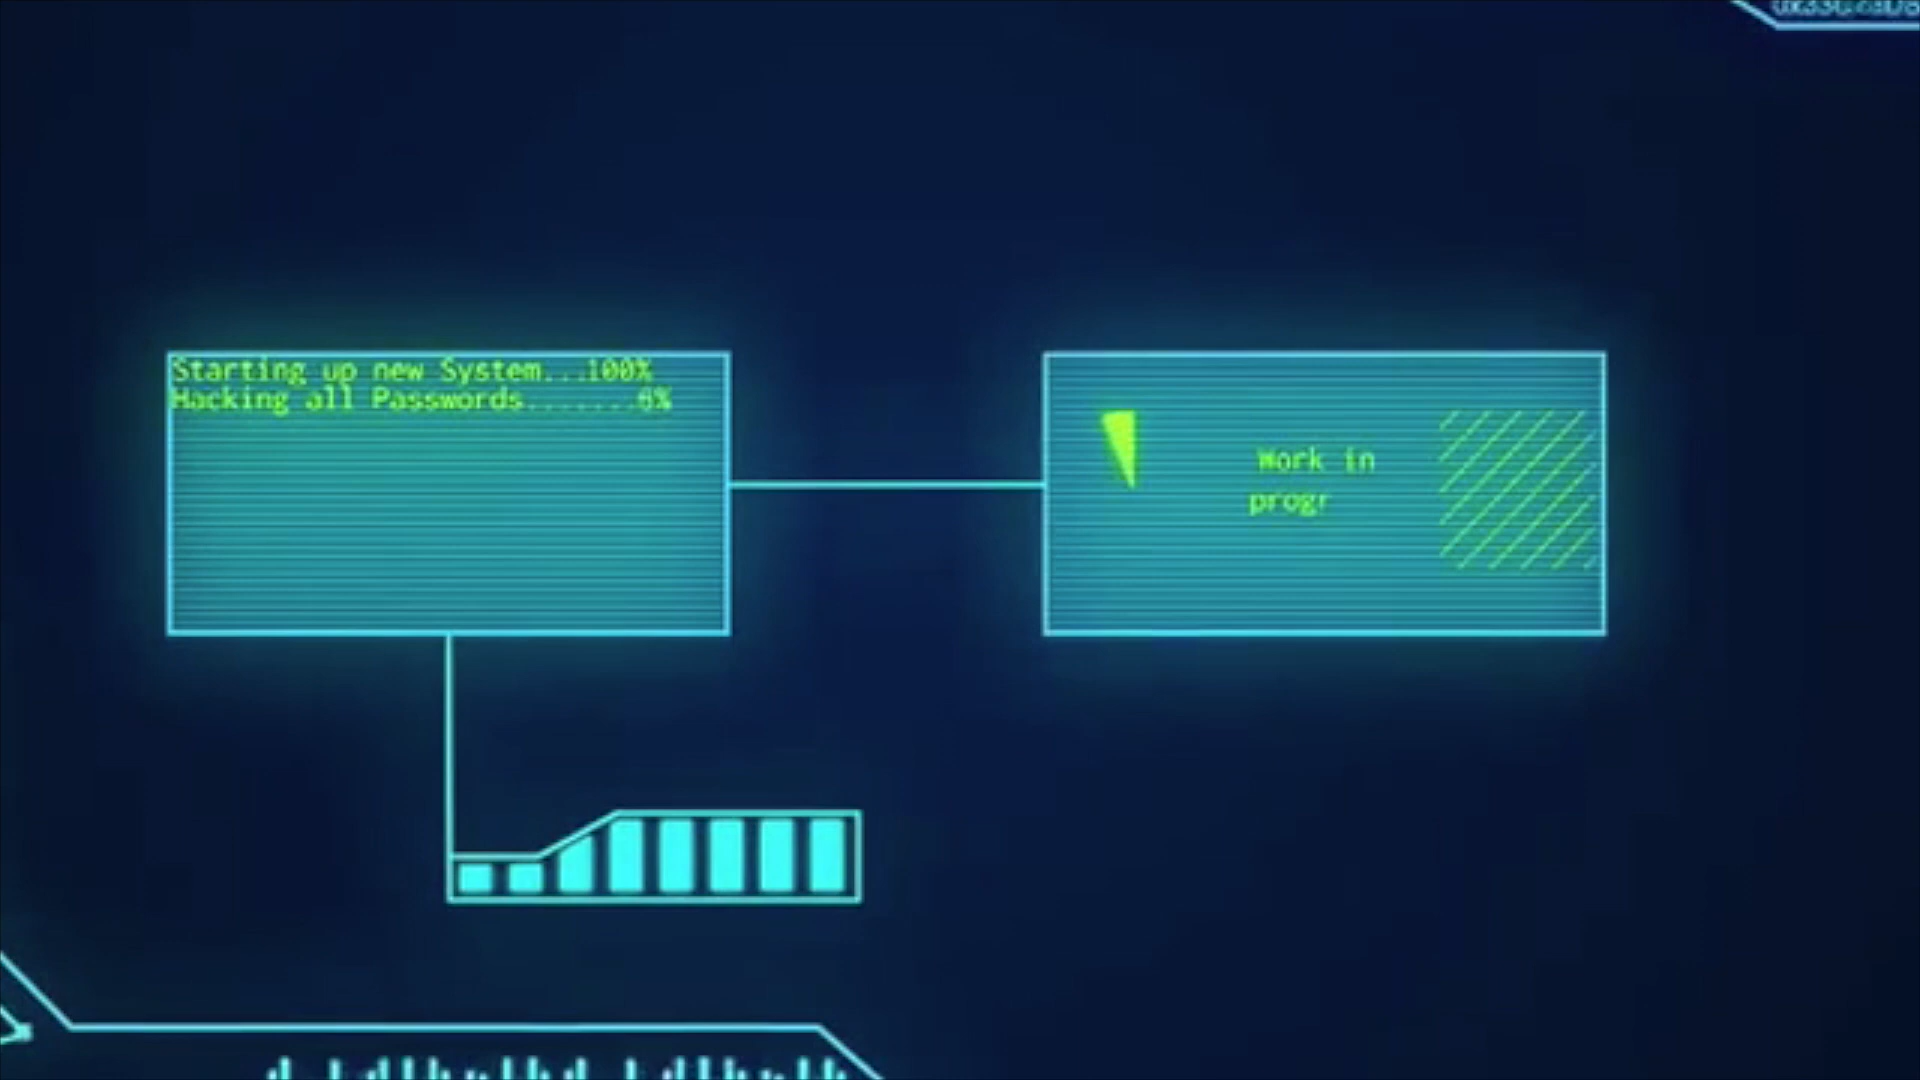 Starting up new System...100%
Hacking all Passwords.......6%
Work in
progr